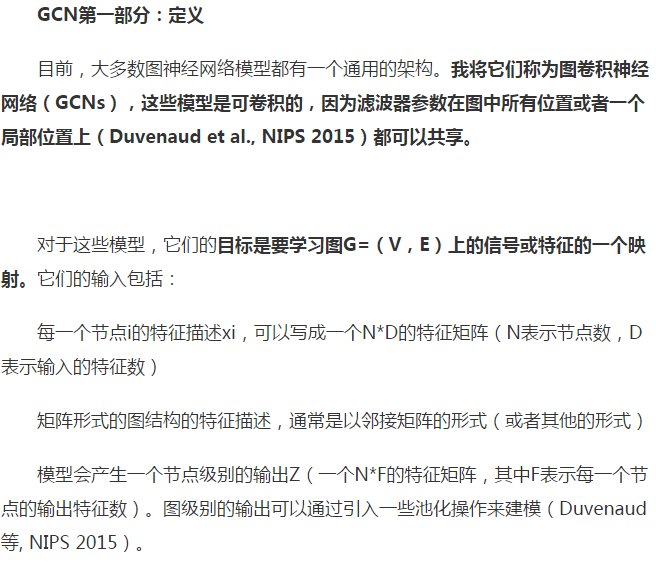 GCN第一部分：定义
目前，大多数图神经网络模型都有一个通用的架构。我将它们称为图卷积神经
网络（GCNs），这些模型是可卷积的，因为滤波器参数在图中所有位置或者一个
局部位置上（Duvenaud et al., NIPS 2015）都可以共享。
对于这些模型，它们的目标是要学习图G=（V，E）上的信号或特征的一个映
射。它们的输入包括：
每一个节点i的特征描述xi，可以写成一个N*D的特征矩阵（N表示节点数，D
表示输入的特征数）
矩阵形式的图结构的特征描述，通常是以邻接矩阵的形式（或者其他的形式）
模型会产生一个节点级别的输出Z（一个N*F的特征矩阵，其中F表示每一个节
点的输出特征数）。图级别的输出可以通过引入一些池化操作来建模（Duvenaud
等, NIPS 2015）。